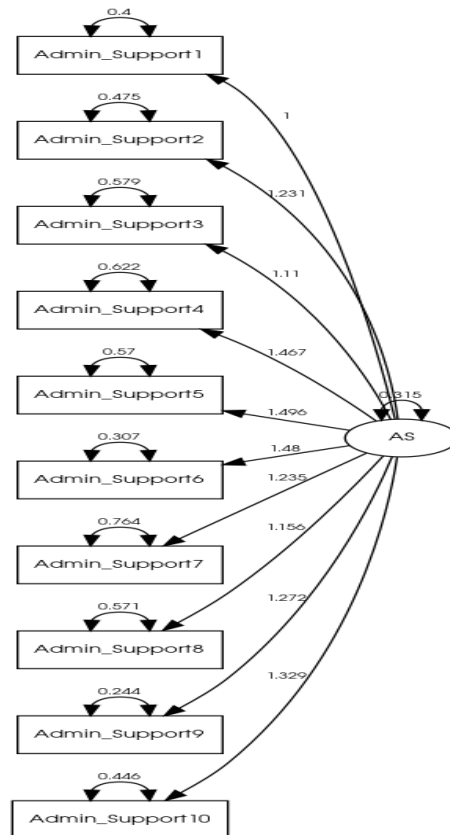 0.4
Admin_Support1
1
0.475
Admin_Support2
1.231
0.579
Admin_Support3
1.11
0.622
Admin_Support4
1.467
0.57
Admin_Support5
1.496
0.315
AS
0.307
Admin_Support6
1.48
1.235
0.764
Admin_Support7
1.156
0.571
Admin_Support8
1.272
0.244
Admin_Support9
1.329
0.446
Admin_Support10